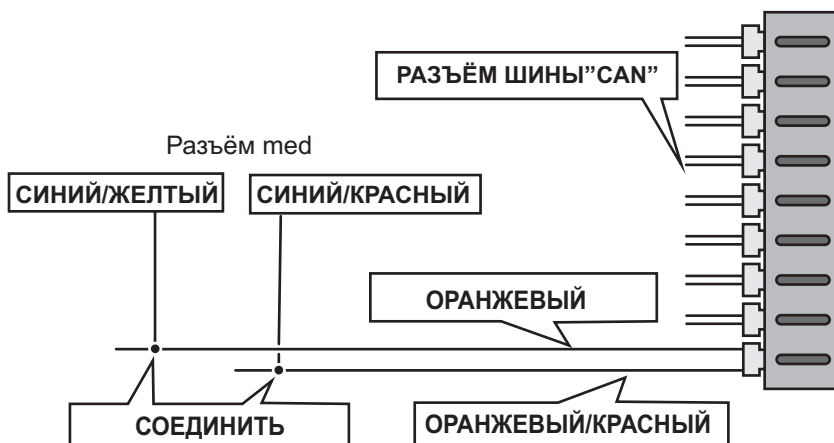 РАЗЪЁМ ШИНЫ”CAN”
Разъём med
СИНИЙ/ЖЕЛТЫЙ
СИНИЙ/КРАСНЫЙ
ОРАНЖЕВЫЙ
СОЕДИНИТЬ
ОРАНЖЕВЫЙ/КРАСНЫЙ